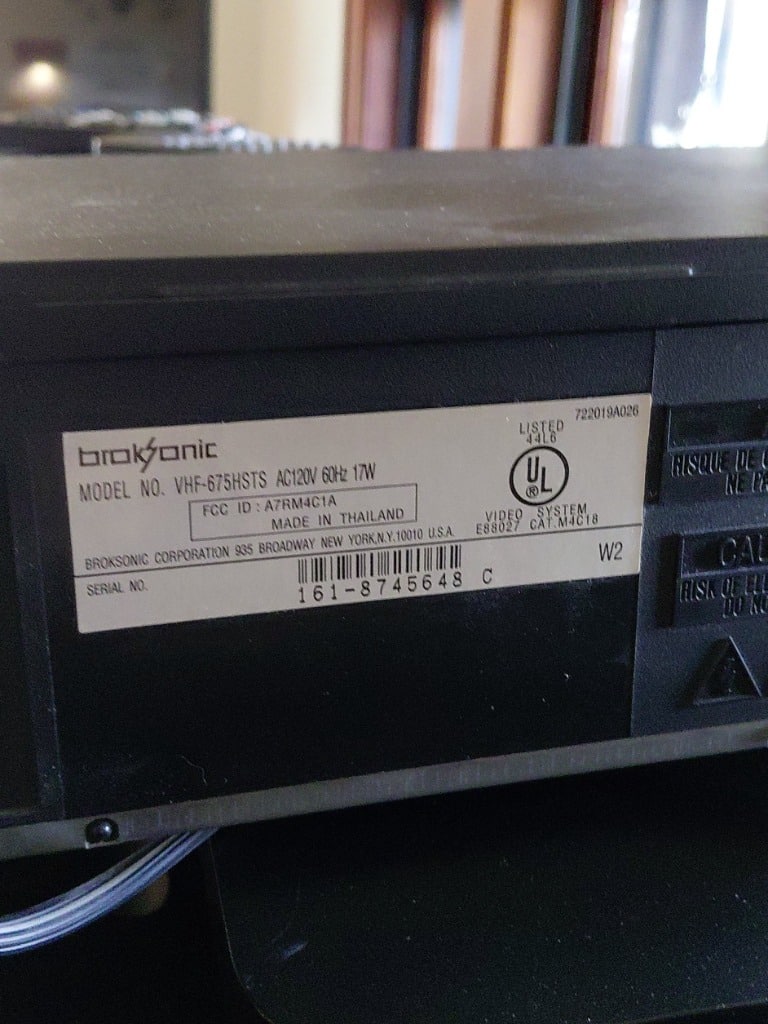 broksonic
MODEL NO. VHF-675HSTS AC120V 60Hz 17W
FCC ID : A7RM4C1A
MADE IN THAILAND
BROKSONIC CORPORATION 935 BROADWAY NEW YORK,N.Y.10010 U.S.A.
722019A026
LISTED
44L6
UL
®
VIDEO SYSTEM
E88027 CAT.M4C18
SERIAL NO.
161-8745648 C
W2
RISQUE DE
NE
CAU
RISK OF
DO NO